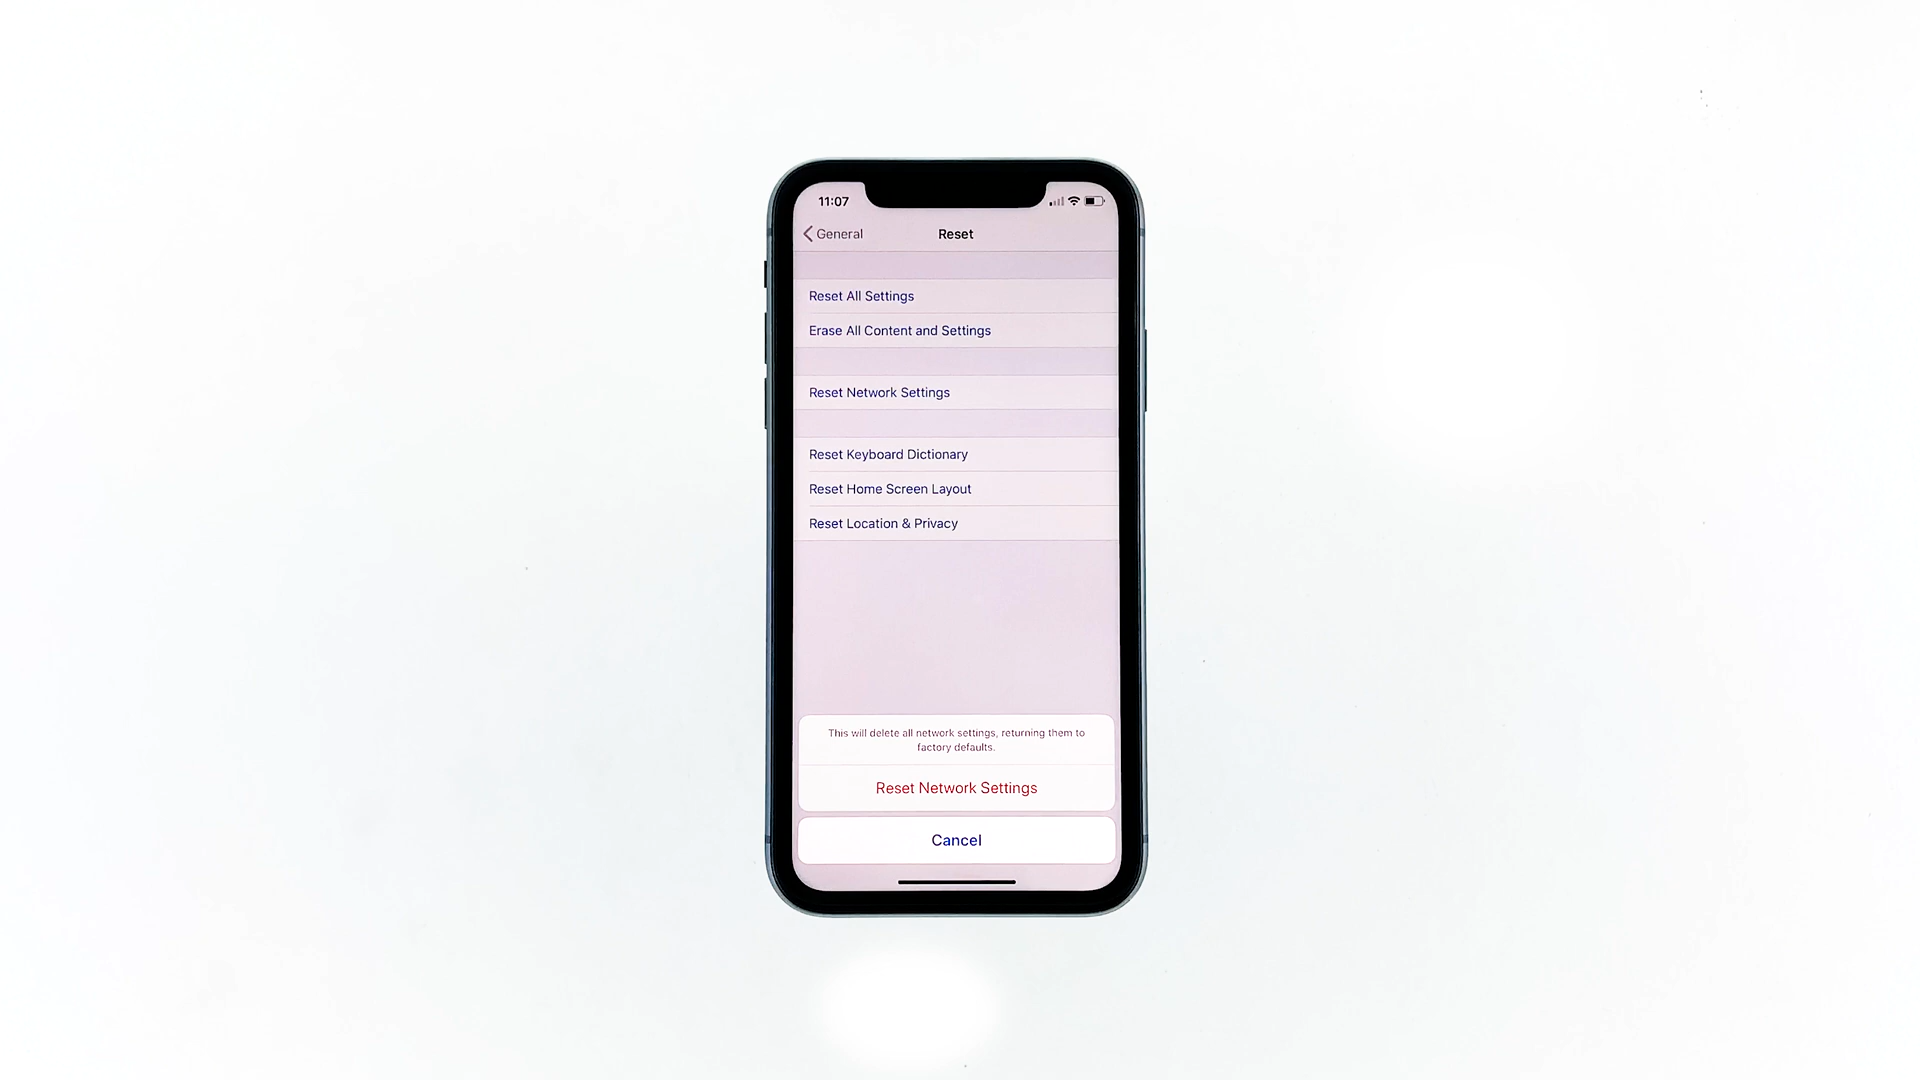 11:07
General
Reset
Reset All Settings
Erase All Content and Settings
Reset Network Settings
Reset Keyboard Dictionary
Reset Home Screen Layout
Reset Location & Privacy
This will delete all network settings, returning them to
factory defaults.
Reset Network Settings
Cancel